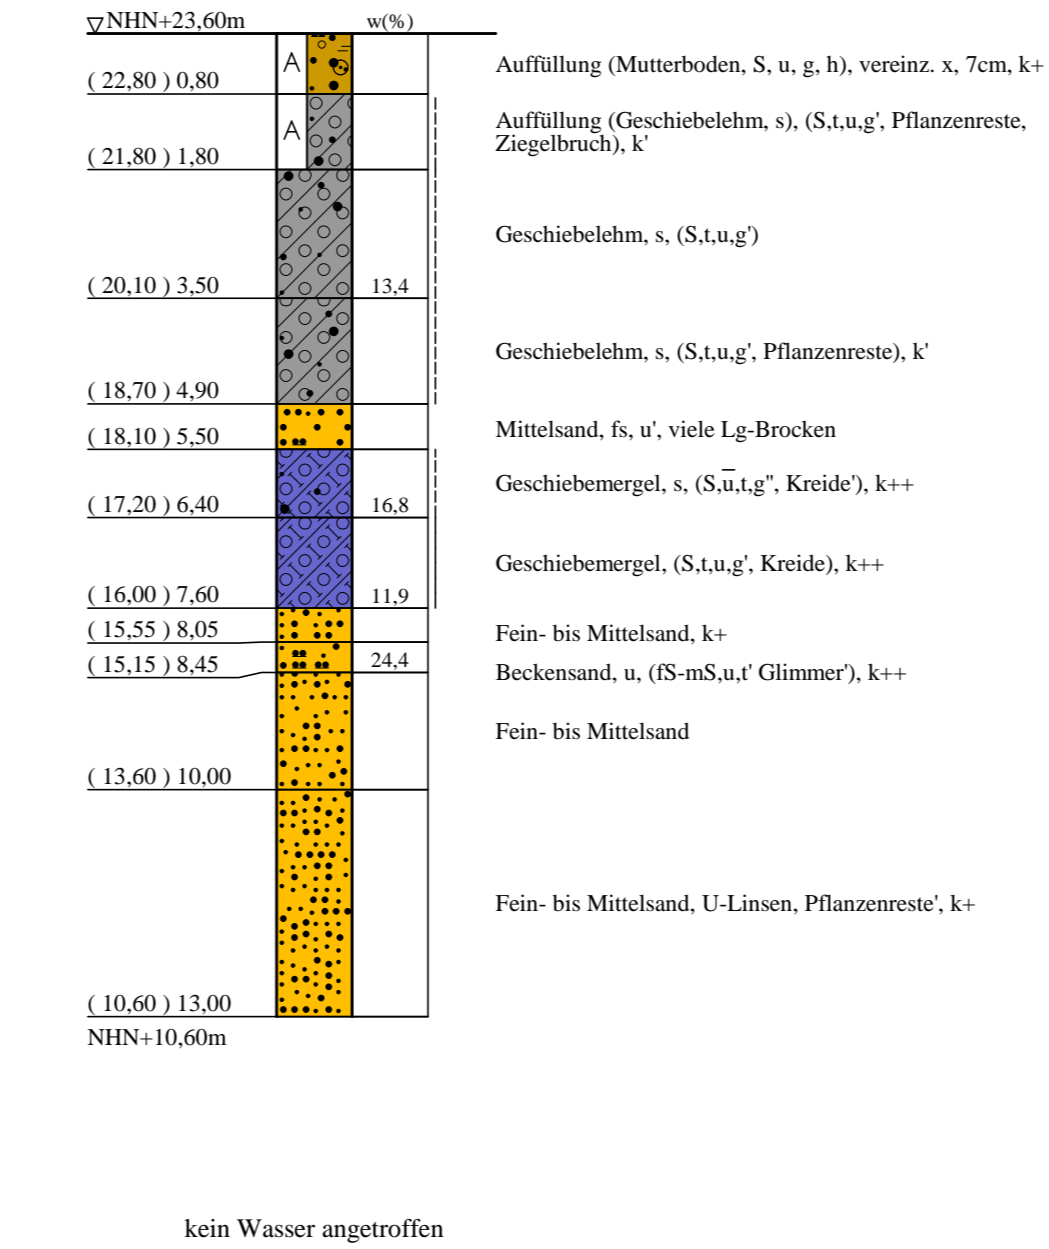 NHN+23,60m w(%)
A
Auffüllung (Mutterboden, S, u, g, h), vereinz. x, 7cm, k+
( 22,80 ) 0,80
A
Auffüllung (Geschiebelehm, s), (S,t,u,g', Pflanzenreste,
Ziegelbruch), k'
( 21,80 ) 1,80
Geschiebelehm, s, (S,t,u,g')
( 20,10 ) 3,50 13,4
Geschiebelehm, s, (S,t,u,g', Pflanzenreste), k'
( 18,70 ) 4,90
Mittelsand, fs, u', viele Lg-Brocken
( 18,10 ) 5,50
Geschiebemergel, s, (S,u̅,t,g", Kreide'), k++
( 17,20 ) 6,40 16,8
Geschiebemergel, (S,t,u,g', Kreide), k++
( 16,00 ) 7,60 11,9
( 15,55 ) 8,05
Fein- bis Mittelsand, k+
( 15,15 ) 8,45 24,4
Beckensand, u, (fS-mS,u,t' Glimmer'), k++
Fein- bis Mittelsand
( 13,60 ) 10,00
Fein- bis Mittelsand, U-Linsen, Pflanzenreste', k+
( 10,60 ) 13,00
NHN+10,60m
kein Wasser angetroffen